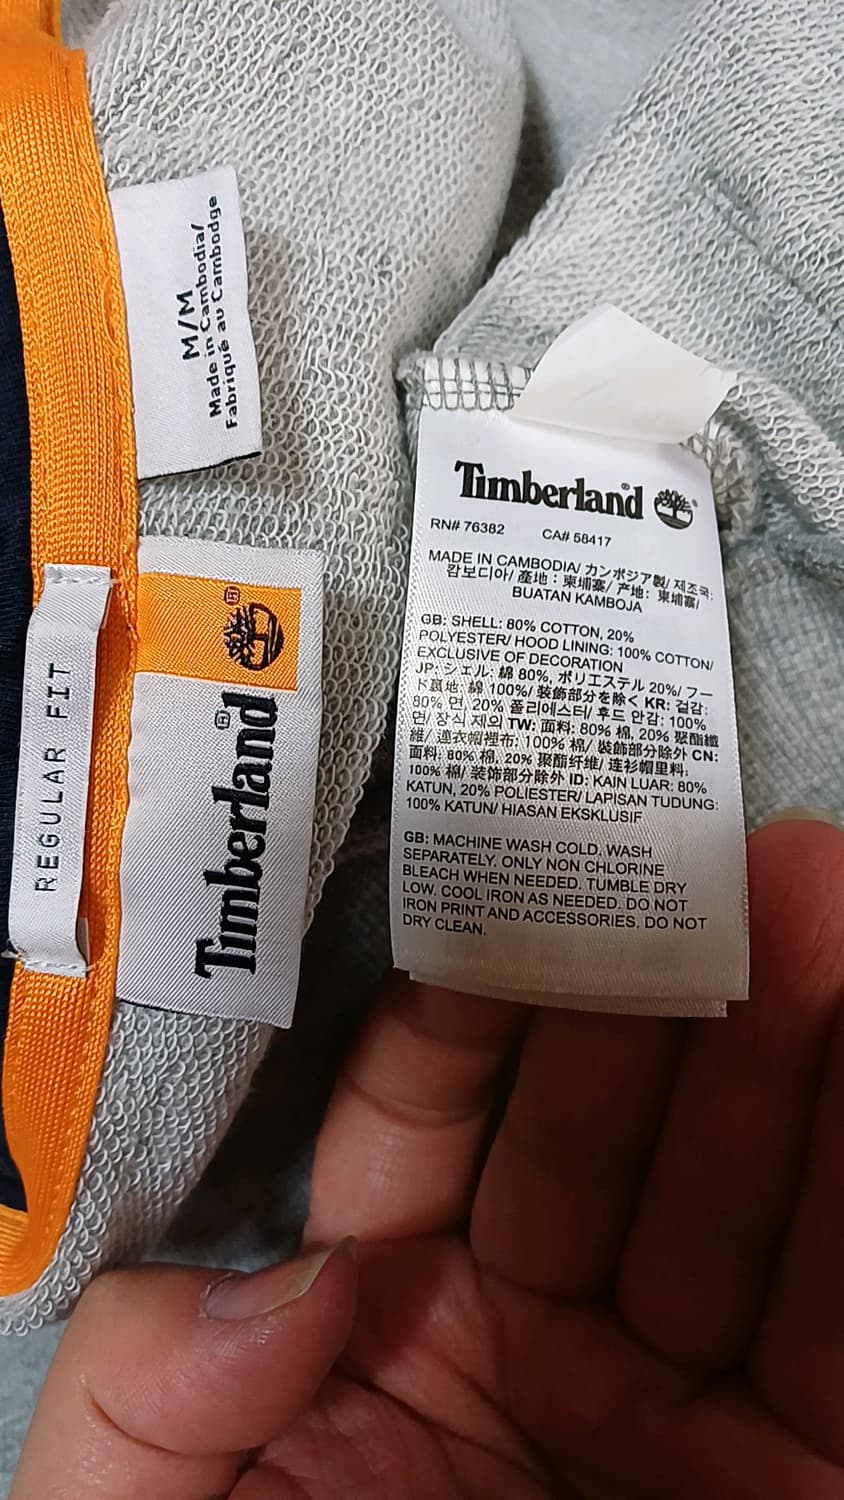 M/M
Made in Cambodia/
Fabriqué au Cambodge
REGULAR FIT
Timberland®
Timberland®
RN# 76382 CA# 58417
MADE IN CAMBODIA/ カンボジア製/ 제조국:
캄보디아/ 產地：柬埔寨/ 产地：柬埔寨/
BUATAN KAMBOJA
GB: SHELL: 80% COTTON, 20%
POLYESTER/ HOOD LINING: 100% COTTON/
EXCLUSIVE OF DECORATION
JP: シェル: 綿 80%, ポリエステル 20%/ フー
ド裏地: 綿 100%/ 装飾部分を除く KR: 겉감:
80% 면, 20% 폴리에스터/ 후드 안감: 100%
면/ 장식 제외 TW: 面料: 80% 棉, 20% 聚酯纖
維/ 連衣帽裡布: 100% 棉/ 裝飾部分除外 CN:
面料: 80% 棉, 20% 聚酯纤维/ 连衫帽里料:
100% 棉/ 装饰部分除外 ID: KAIN LUAR: 80%
KATUN, 20% POLIESTER/ LAPISAN TUDUNG:
100% KATUN/ HIASAN EKSKLUSIF
GB: MACHINE WASH COLD. WASH
SEPARATELY. ONLY NON CHLORINE
BLEACH WHEN NEEDED. TUMBLE DRY
LOW. COOL IRON AS NEEDED. DO NOT
IRON PRINT AND ACCESSORIES. DO NOT
DRY CLEAN.